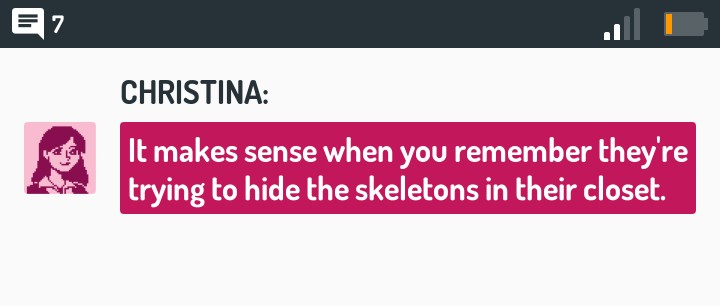 7
CHRISTINA:
It makes sense when you remember they're
trying to hide the skeletons in their closet.